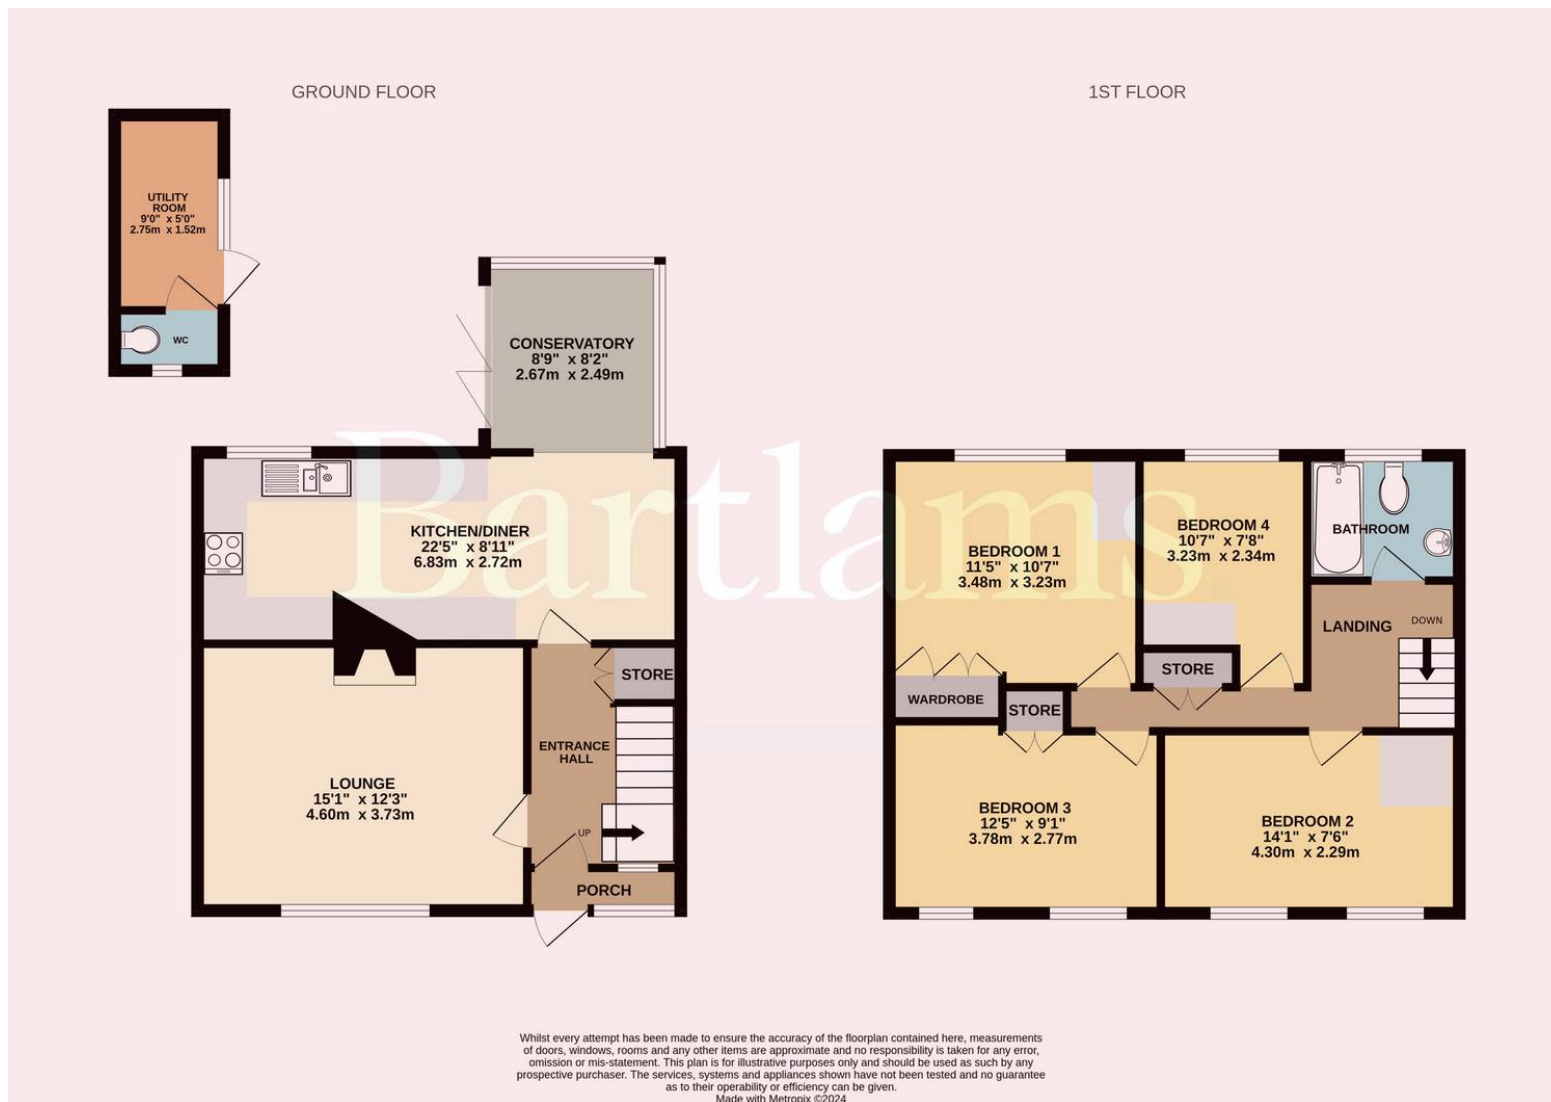 GROUND FLOOR
1ST FLOOR
UTILITY
ROOM
9'0" x 5'0"
2.75m x 1.52m
WC
CONSERVATORY
8'9" x 8'2"
2.67m x 2.49m
KITCHEN/DINER
22'5" x 8'11"
6.83m x 2.72m
STORE
ENTRANCE
HALL
LOUNGE
15'1" x 12'3"
4.60m x 3.73m
UP
PORCH
Bartlams
BEDROOM 1
11'5" x 10'7"
3.48m x 3.23m
BEDROOM 4
10'7" x 7'8"
3.23m x 2.34m
BATHROOM
LANDING
DOWN
WARDROBE
STORE
STORE
BEDROOM 3
12'5" x 9'1"
3.78m x 2.77m
BEDROOM 2
14'1" x 7'6"
4.30m x 2.29m
Whilst every attempt has been made to ensure the accuracy of the floorplan contained here, measurements
of doors, windows, rooms and any other items are approximate and no responsibility is taken for any error,
omission or mis-statement. This plan is for illustrative purposes only and should be used as such by any
prospective purchaser. The services, systems and appliances shown have not been tested and no guarantee
as to their operability or efficiency can be given.
Made with Metropix ©2024